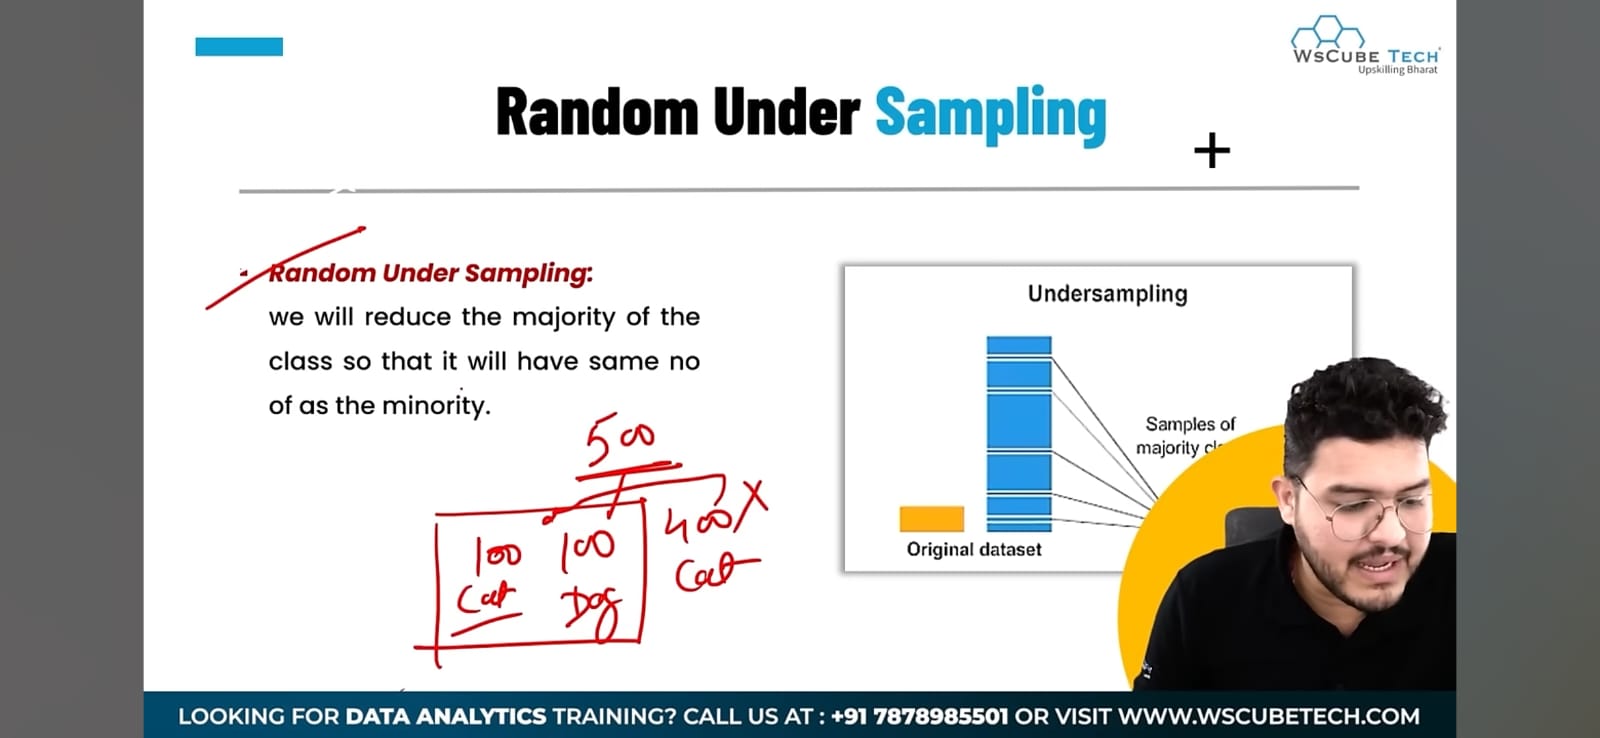 WsCube Tech
Upskilling Bharat
Random Under Sampling
+
Random Under Sampling:
we will reduce the majority of the
class so that it will have same no
of as the minority.
500
100 100 400 X
Cat Dog Cat
Undersampling
Samples of
majority
Original dataset
LOOKING FOR DATA ANALYTICS TRAINING? CALL US AT : +91 7878985501 OR VISIT WWW.WSCUBETECH.COM